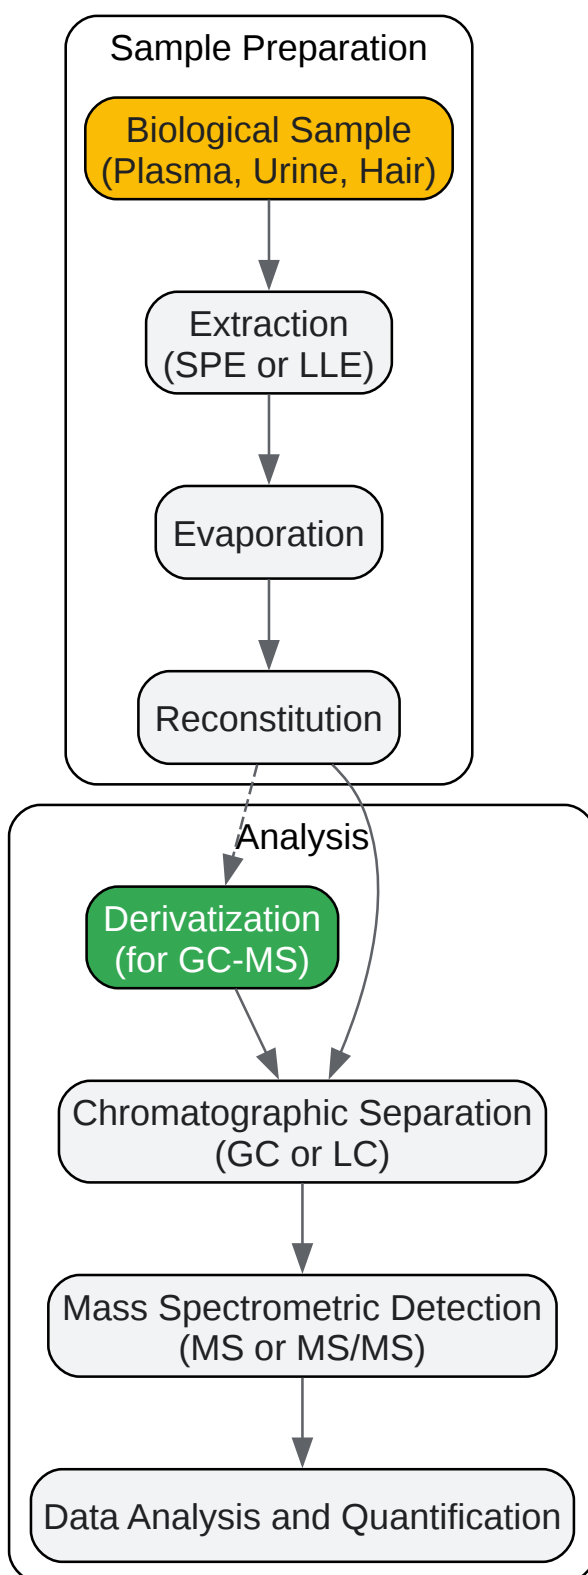 Sample Preparation
Biological Sample
(Plasma, Urine, Hair)
Extraction
(SPE or LLE)
Evaporation
Reconstitution
Analysis
Derivatization
(for GC-MS)
Chromatographic Separation
(GC or LC)
Mass Spectrometric Detection
(MS or MS/MS)
Data Analysis and Quantification